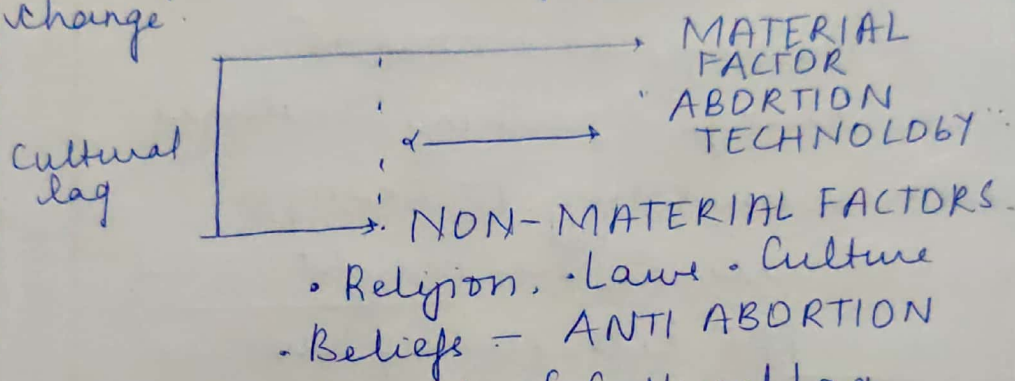 change.
MATERIAL
FACTOR
ABORTION
TECHNOLOGY
Cultural
lag
NON-MATERIAL FACTORS.
• Religion. • Laws • Culture
• Beliefs - ANTI ABORTION